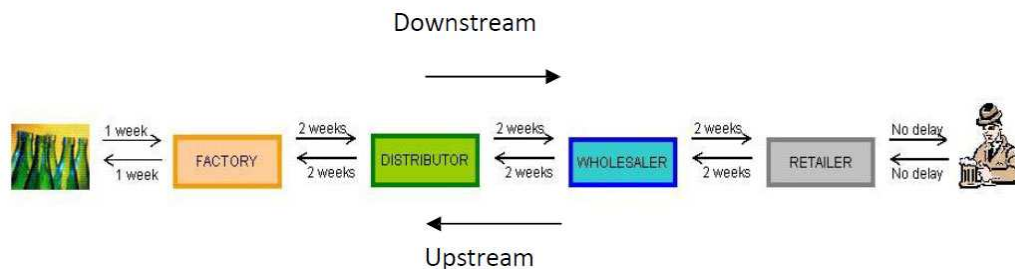 Downstream
1 week
2 weeks
2 weeks
2 weeks
No delay
FACTORY
DISTRIBUTOR
WHOLESALER
RETAILER
1 week
2 weeks
2 weeks
2 weeks
No delay
Upstream